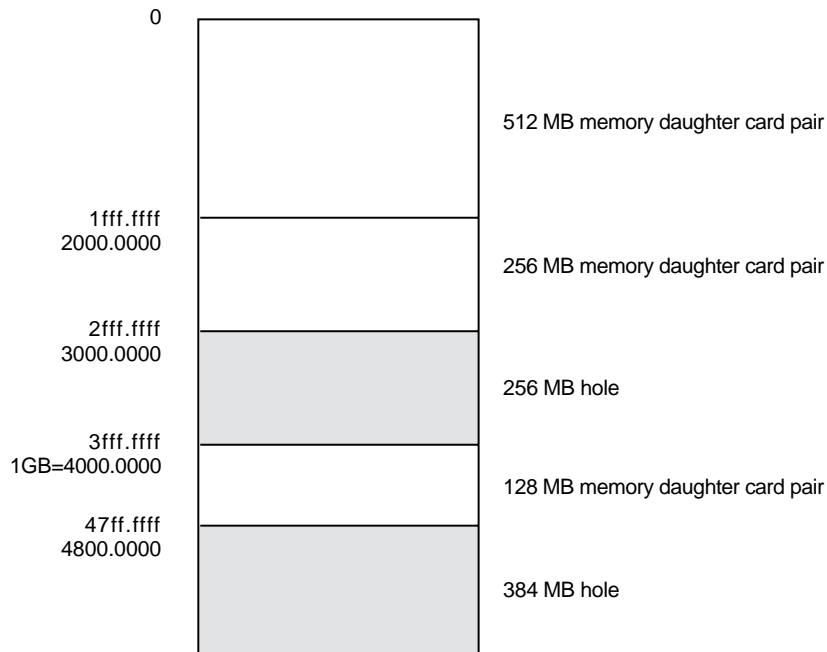 0
512 MB memory daughter card pair
1fff.ffff
2000.0000
256 MB memory daughter card pair
2fff.ffff
3000.0000
256 MB hole
3fff.ffff
1GB=4000.0000
128 MB memory daughter card pair
47ff.ffff
4800.0000
384 MB hole